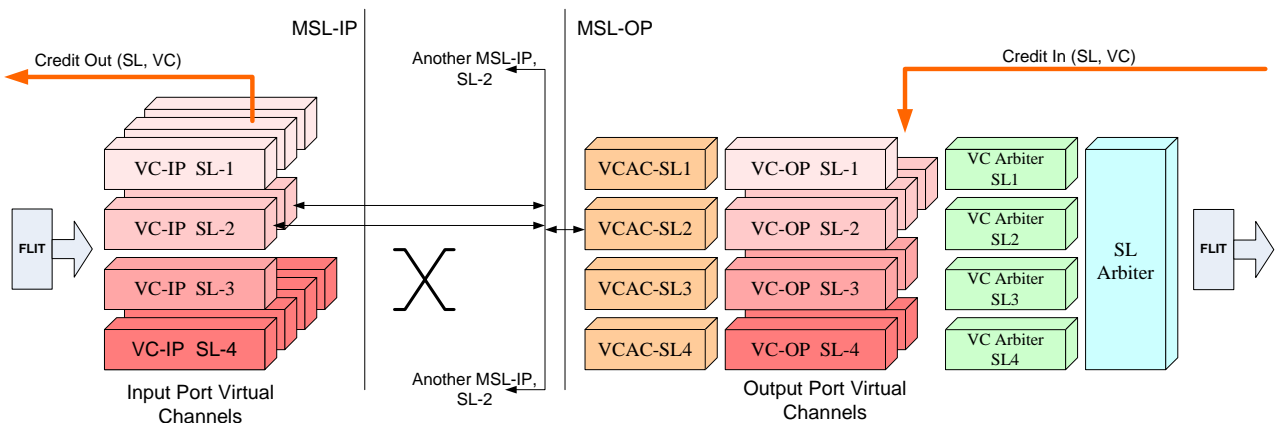 MSL-IP
MSL-OP
Credit Out (SL, VC)
Another MSL-IP,
SL-2
Credit In (SL, VC)
VC-IP SL-1
VC-IP SL-2
VC-IP SL-3
VC-IP SL-4
FLIT
VCAC-SL1
VCAC-SL2
VCAC-SL3
VCAC-SL4
VC-OP SL-1
VC-OP SL-2
VC-OP SL-3
VC-OP SL-4
VC Arbiter
SL1
VC Arbiter
SL2
VC Arbiter
SL3
VC Arbiter
SL4
SL
Arbiter
FLIT
Another MSL-IP,
SL-2
Input Port Virtual
Channels
Output Port Virtual
Channels